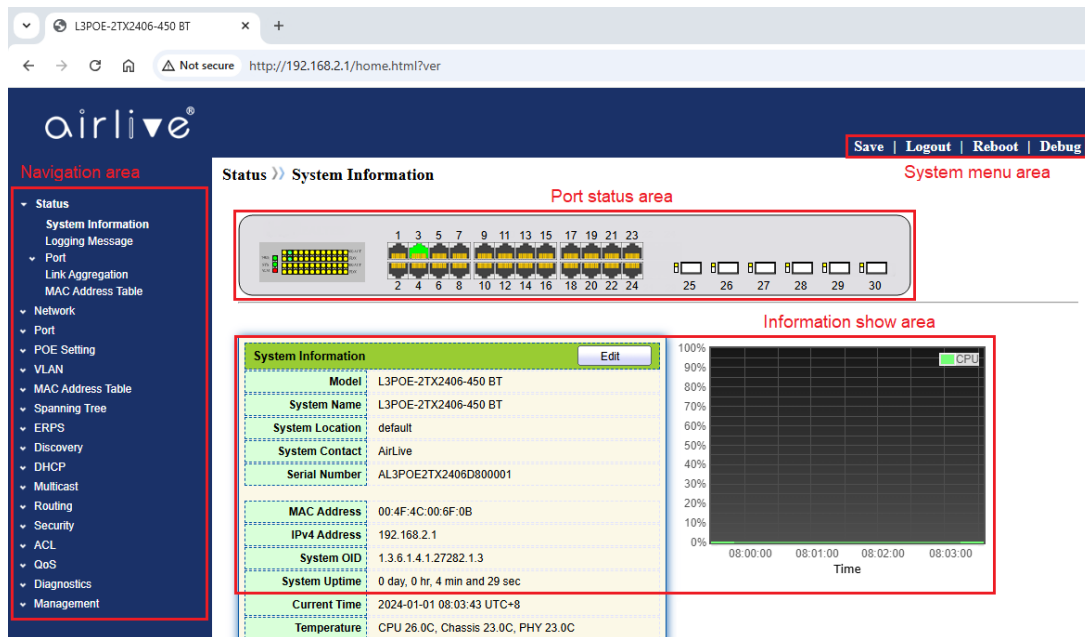 L3POE-2TX2406-450 BT
Not secure http://192.168.2.1/home.html?ver
airlive®
Save | Logout | Reboot | Debug
Navigation area
System menu area
Status
System Information
Logging Message
Port
Link Aggregation
MAC Address Table
Network
Port
POE Setting
VLAN
MAC Address Table
Spanning Tree
ERPS
Discovery
DHCP
Multicast
Routing
Security
ACL
QoS
Diagnostics
Management
Status 》 System Information
Port status area
1 3 5 7 9 11 13 15 17 19 21 23
2 4 6 8 10 12 14 16 18 20 22 24 25 26 27 28 29 30
Information show area
System Information Edit
Model L3POE-2TX2406-450 BT
System Name L3POE-2TX2406-450 BT
System Location default
System Contact AirLive
Serial Number AL3POE2TX2406D800001
MAC Address 00:4F:4C:00:6F:0B
IPv4 Address 192.168.2.1
System OID 1.3.6.1.4.1.27282.1.3
System Uptime 0 day, 0 hr, 4 min and 29 sec
Current Time 2024-01-01 08:03:43 UTC+8
Temperature CPU 26.0C, Chassis 23.0C, PHY 23.0C
100%
90%
80%
70%
60%
50%
40%
30%
20%
10%
0%
CPU
08:00:00 08:01:00 08:02:00 08:03:00
Time